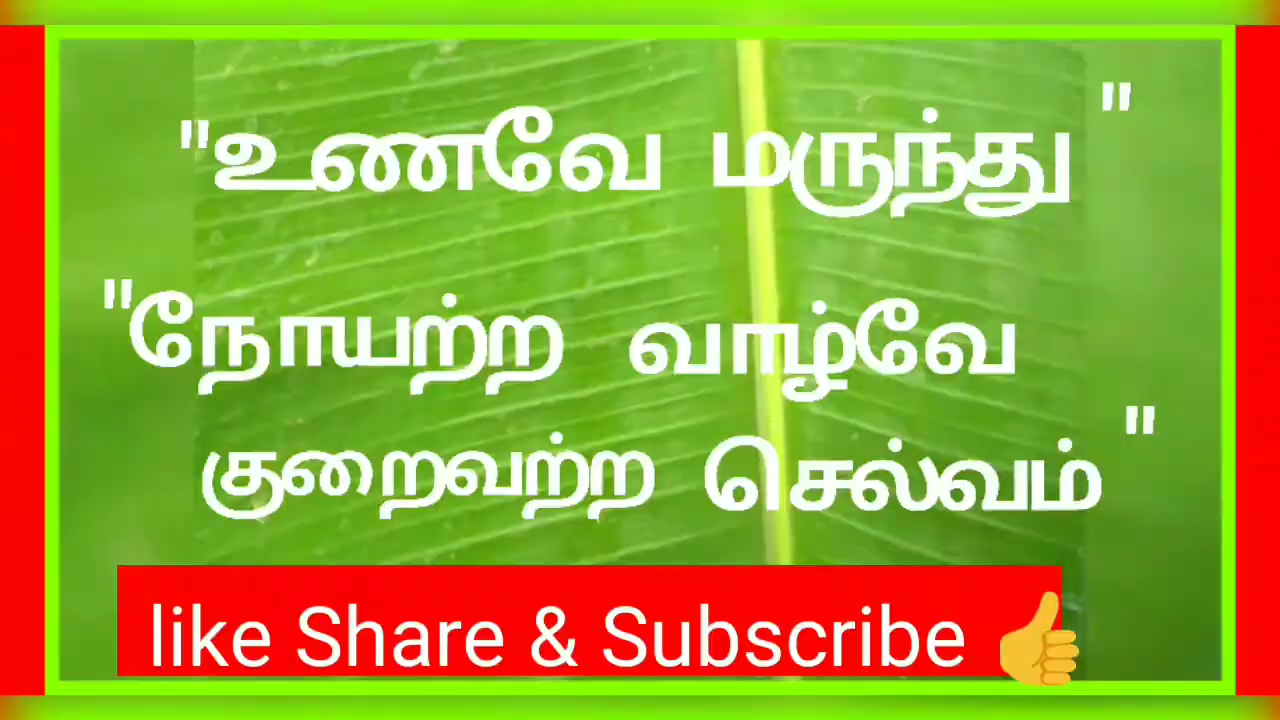 "உணவே மருந்து "
"நோயற்ற வாழ்வே
குறைவற்ற செல்வம் "
like Share & Subscribe 👍